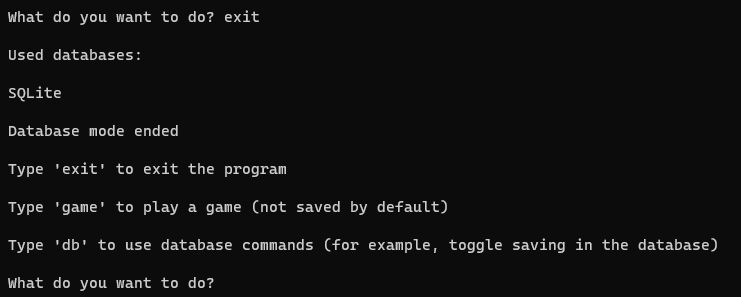 What do you want to do? exit
Used databases:
SQLite
Database mode ended
Type 'exit' to exit the program
Type 'game' to play a game (not saved by default)
Type 'db' to use database commands (for example, toggle saving in the database)
What do you want to do?